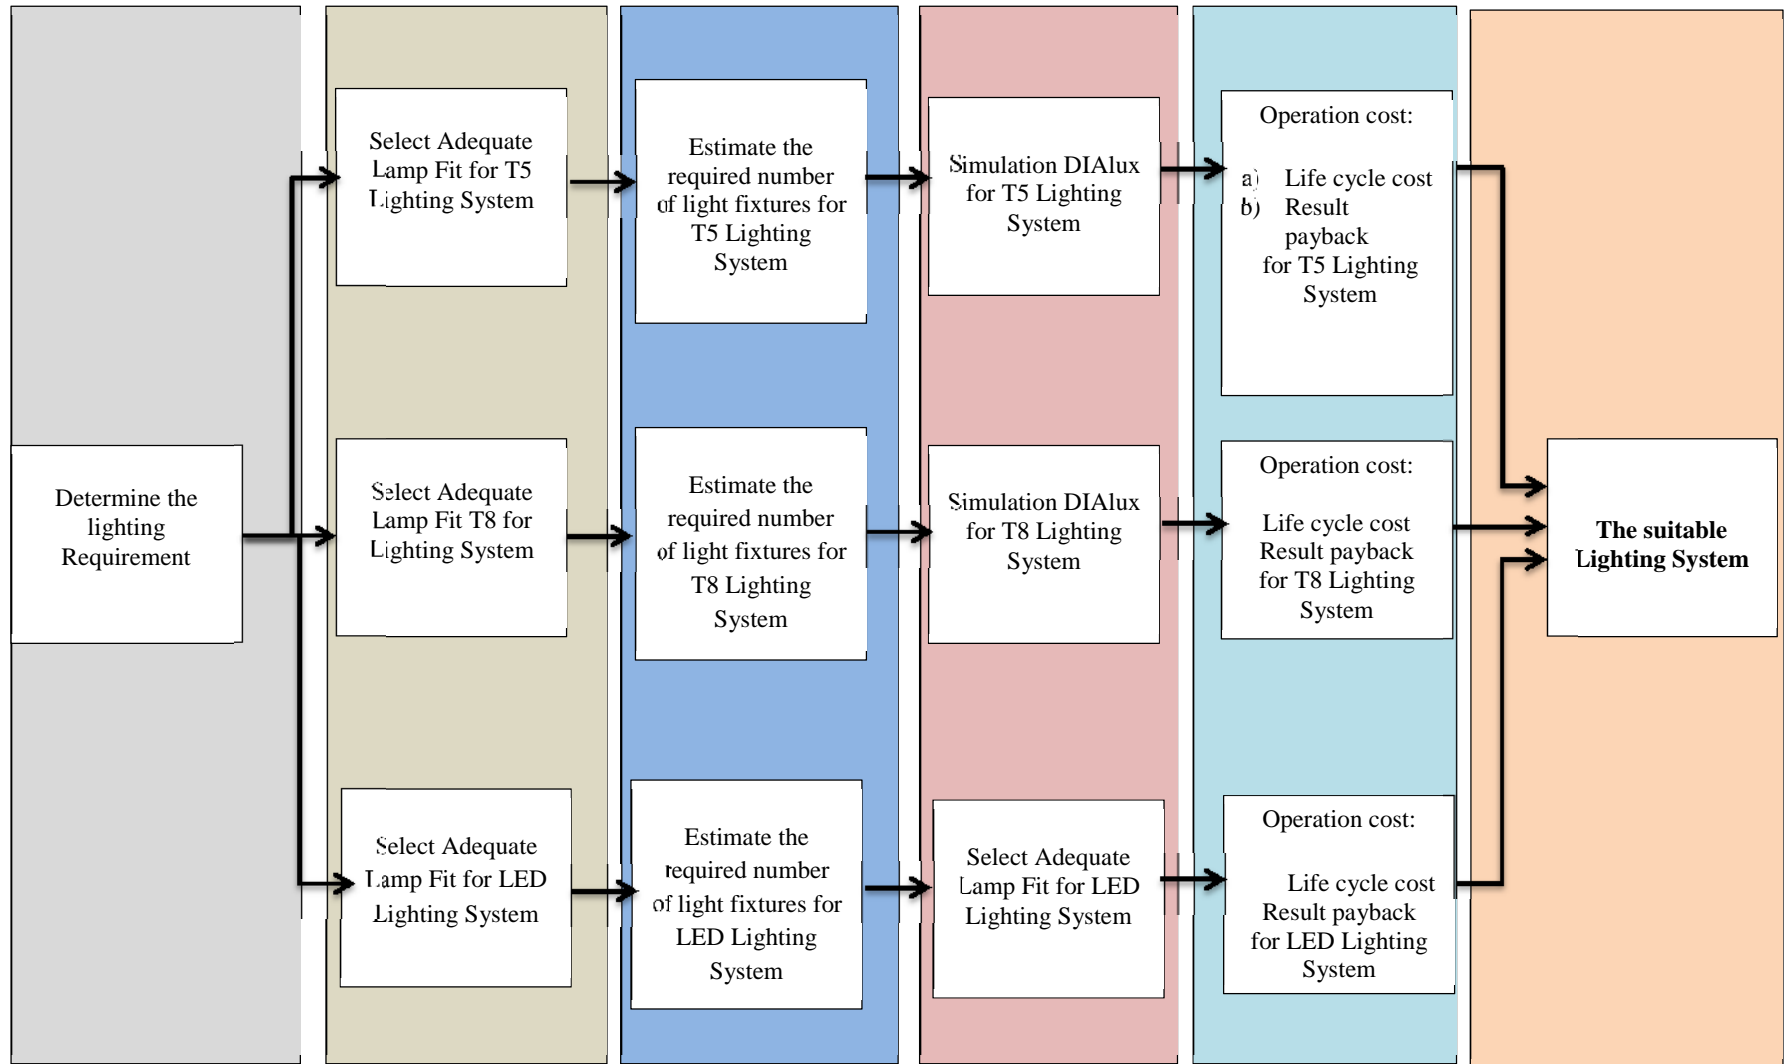 Determine the
lighting
Requirement
Select Adequate
Lamp Fit for T5
Lighting System
Estimate the
required number
of light fixtures for
T5 Lighting
System
Simulation DIAlux
for T5 Lighting
System
Operation cost:
a) Life cycle cost
b) Result
payback
for T5 Lighting
System
Select Adequate
Lamp Fit T8 for
Lighting System
Estimate the
required number
of light fixtures for
T8 Lighting
System
Simulation DIAlux
for T8 Lighting
System
Operation cost:
Life cycle cost
Result payback
for T8 Lighting
System
Select Adequate
Lamp Fit for LED
Lighting System
Estimate the
required number
of light fixtures for
LED Lighting
System
Select Adequate
Lamp Fit for LED
Lighting System
Operation cost:
Life cycle cost
Result payback
for LED Lighting
System
The suitable
Lighting System